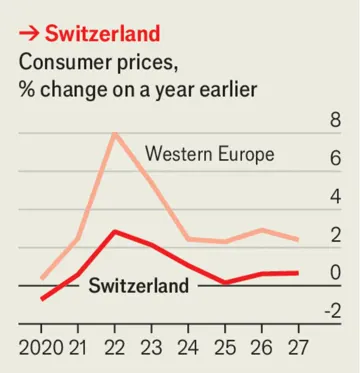 → Switzerland
Consumer prices,
% change on a year earlier
8
Western Europe
6
4
2
0
Switzerland
-2
2020 21 22 23 24 25 26 27